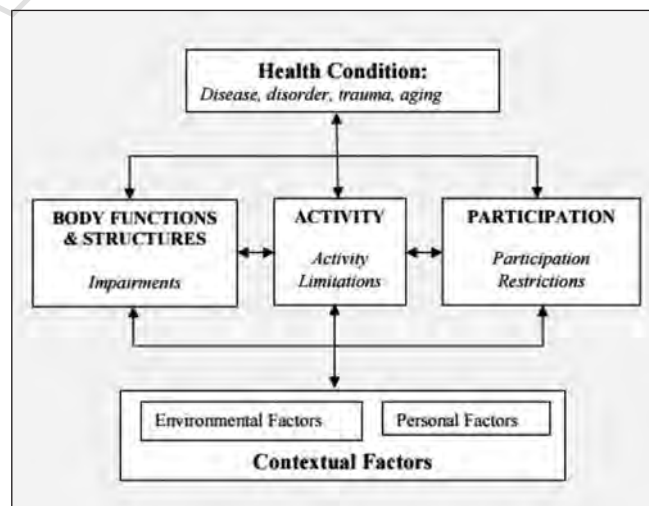 Health Condition:
Disease, disorder, trauma, aging
BODY FUNCTIONS
& STRUCTURES
Impairments
ACTIVITY
Activity
Limitations
PARTICIPATION
Participation
Restrictions
Environmental Factors
Personal Factors
Contextual Factors